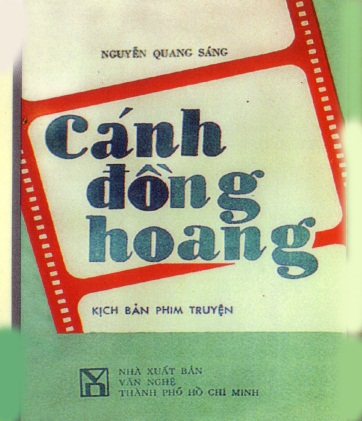 NGUYỄN QUANG SÁNG
Cánh
đồng
hoang
KỊCH BẢN PHIM TRUYỆN
NHÀ XUẤT BẢN
VĂN NGHỆ
THÀNH PHỐ HỒ CHÍ MINH